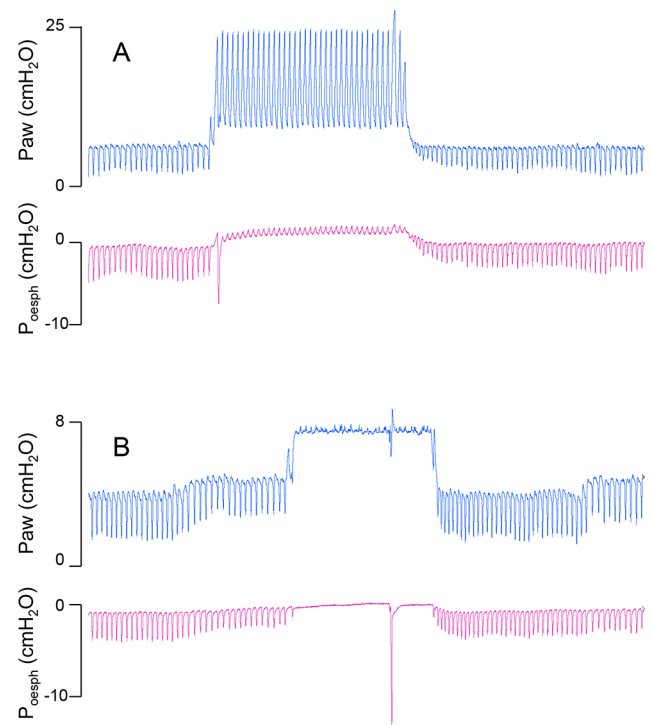 25
A
Paw (cmH₂O)
0
0
Pₒₑₛₚₕ (cmH₂O)
-10
8
B
Paw (cmH₂O)
0
0
Pₒₑₛₚₕ (cmH₂O)
-10